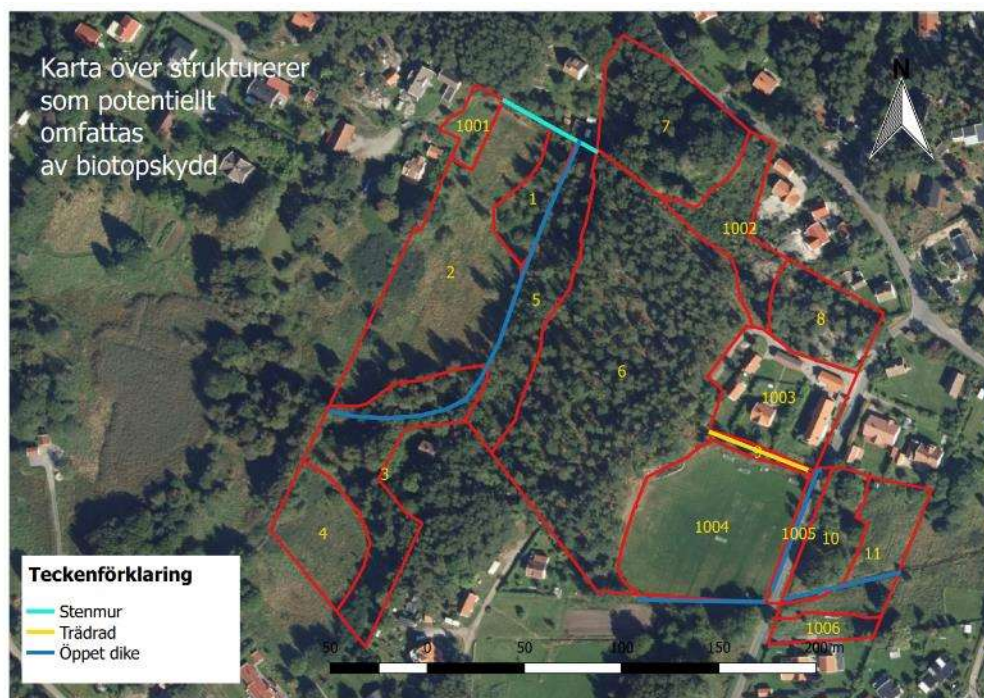 Karta över strukturerer
som potentiellt
omfattas
av biotopskydd
N
1001
7
1
1002
2
5
8
6
1003
9
3
4
1004
1005
10
11
1006
Teckenförklaring
Stenmur
Trädrad
Öppet dike
50 0 50 100 150 200 m